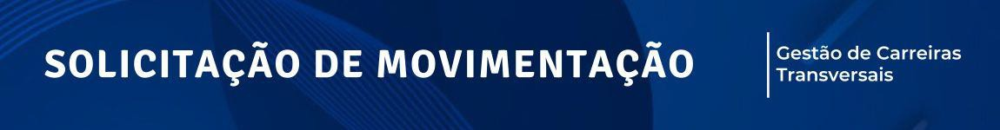 SOLICITAÇÃO DE MOVIMENTAÇÃO
Gestão de Carreiras
Transversais